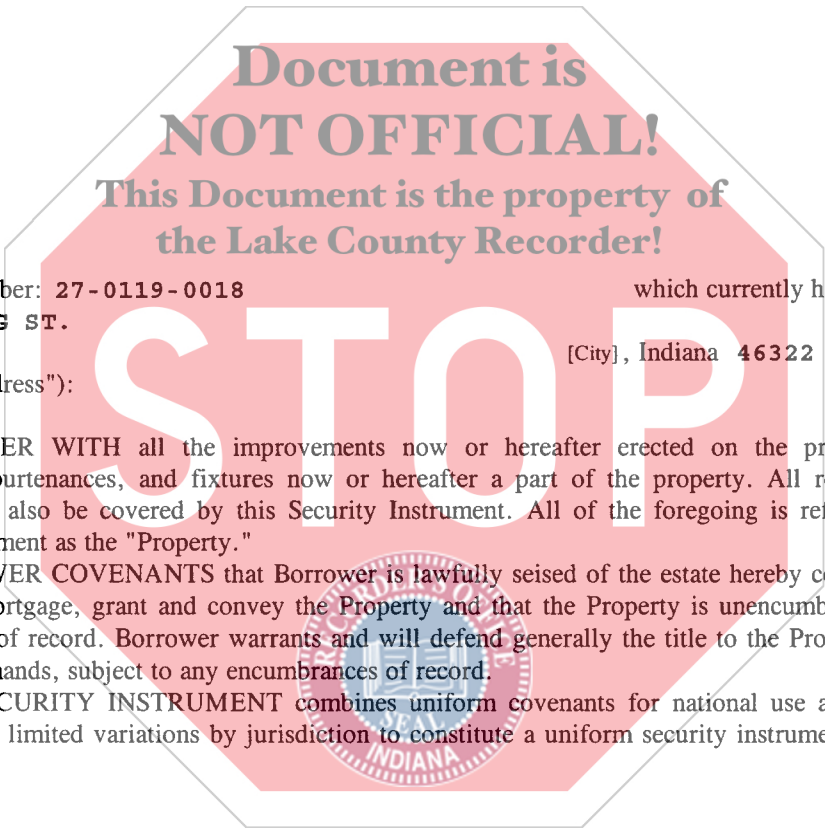 Document is
NOT OFFICIAL!
This Document is the property of
the Lake County Recorder!
ber: 27-0119-0018 which currently h
G ST.
[City], Indiana 46322
lress"):
STOP
ER WITH all the improvements now or hereafter erected on the pr
urtenances, and fixtures now or hereafter a part of the property. All r
also be covered by this Security Instrument. All of the foregoing is ref
ment as the "Property."
VER COVENANTS that Borrower is lawfully seised of the estate hereby c
ortgage, grant and convey the Property and that the Property is unencumb
of record. Borrower warrants and will defend generally the title to the Pro
ands, subject to any encumbrances of record.
CURITY INSTRUMENT combines uniform covenants for national use a
limited variations by jurisdiction to constitute a uniform security instrume
RECORDER'S OFFICE
SEAL
INDIANA